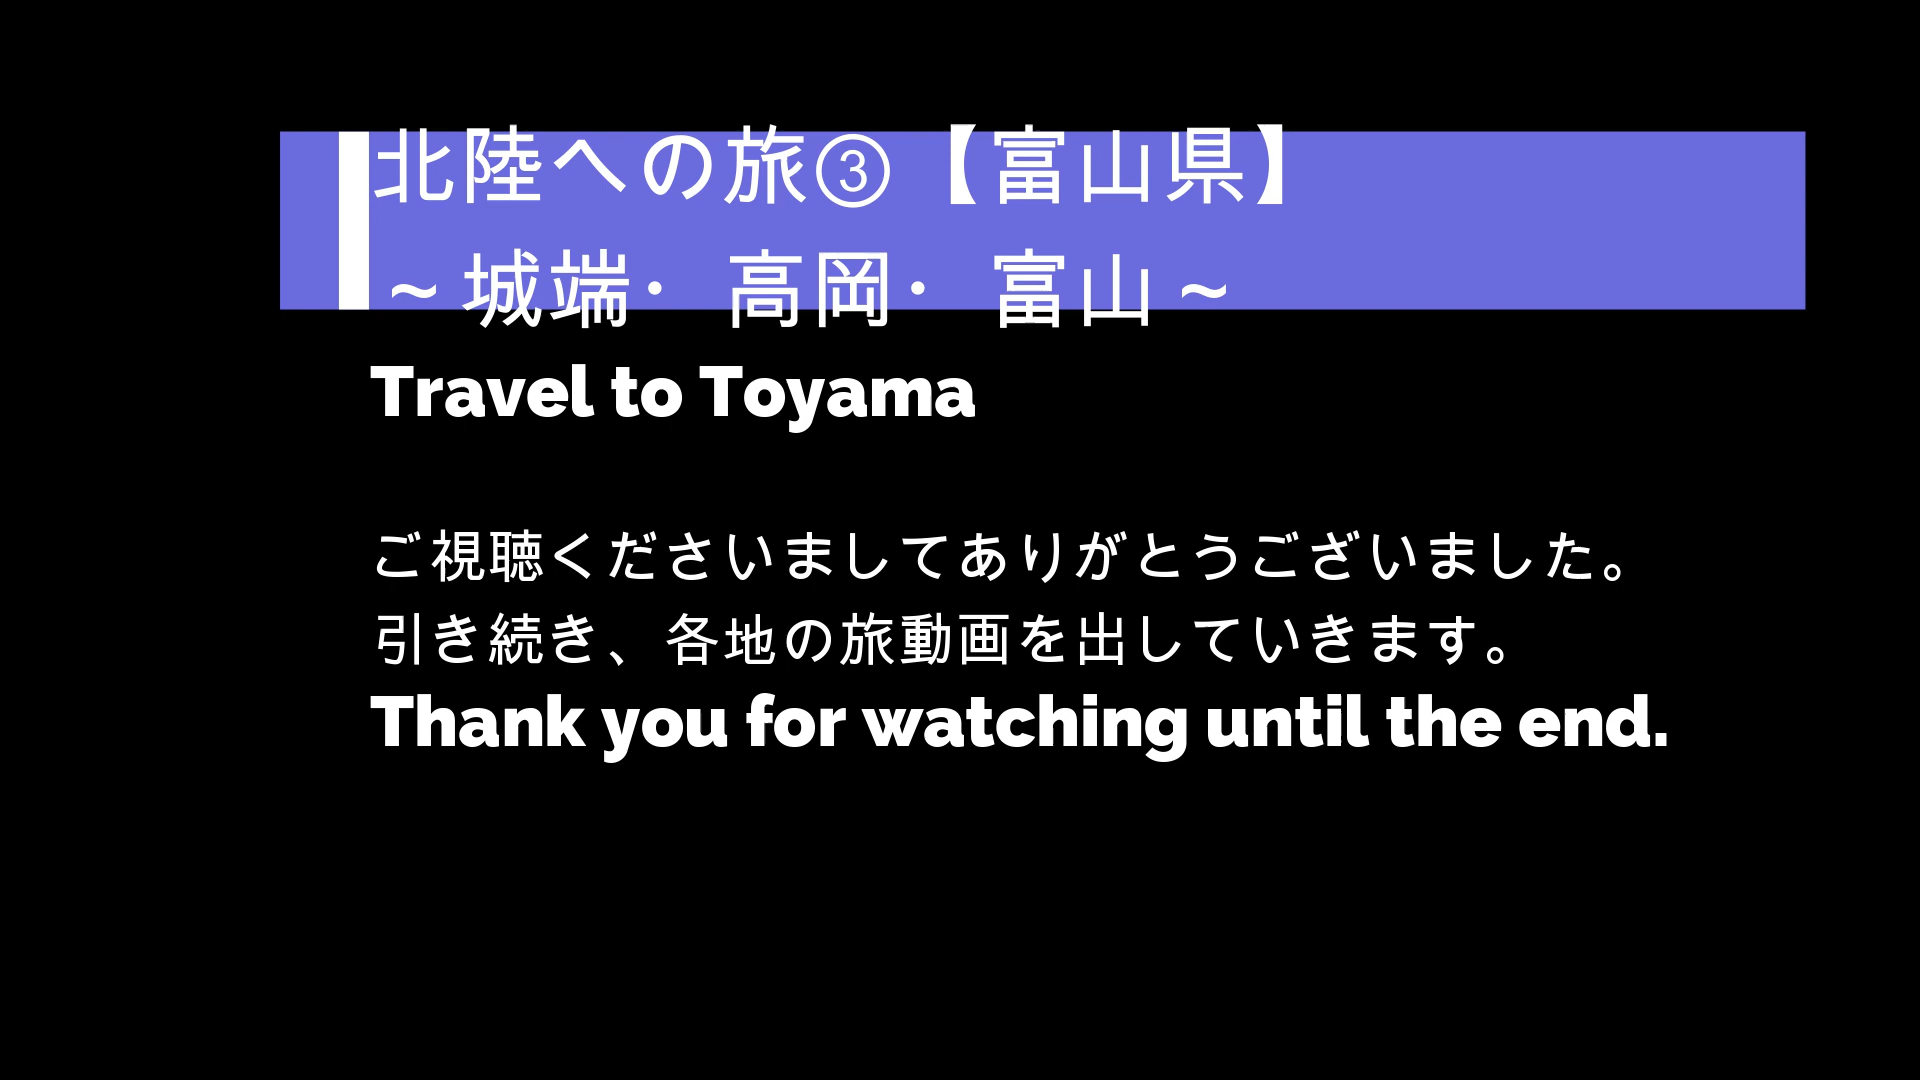 北陸への旅③【富山県】
~ 城端・高岡・富山 ~
Travel to Toyama
ご視聴くださいましてありがとうございました。
引き続き、各地の旅動画を出していきます。
Thank you for watching until the end.